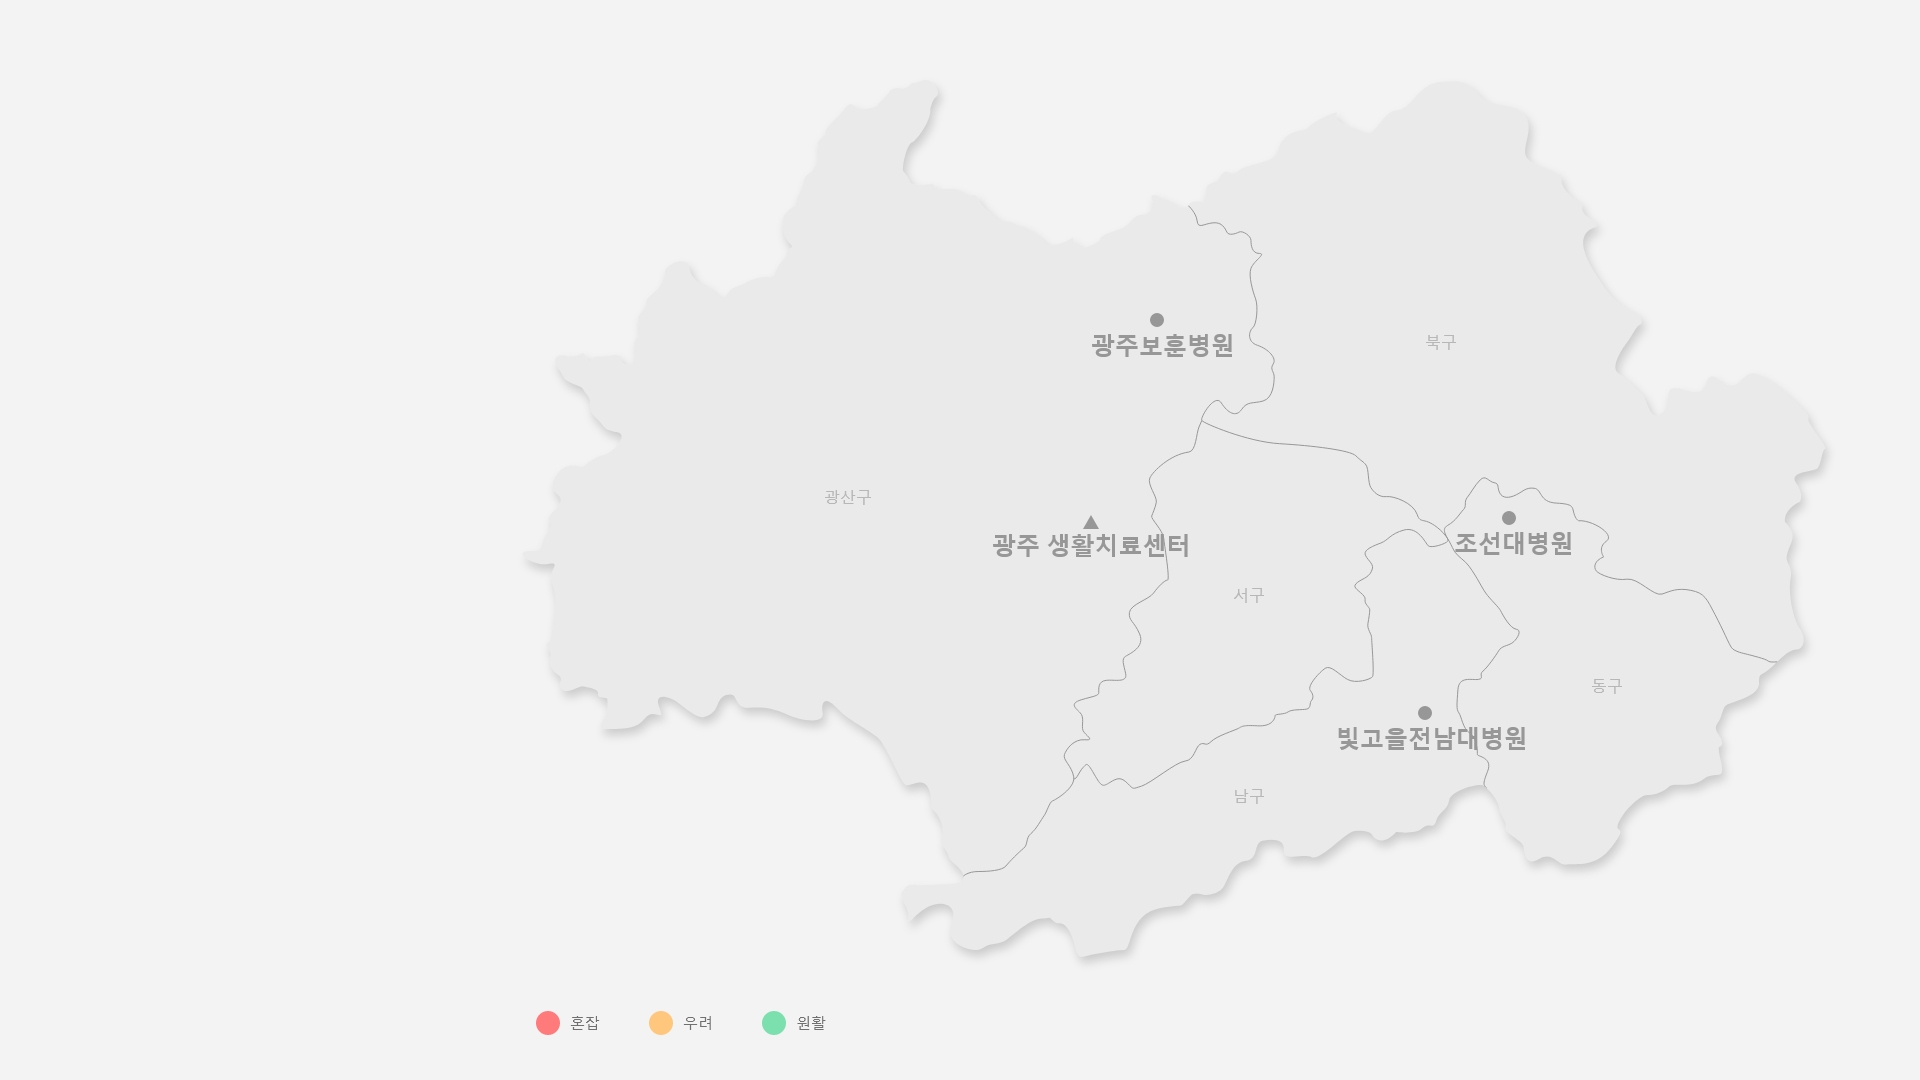 광주보훈병원
북구
광산구
광주 생활치료센터
조선대병원
서구
동구
빛고을전남대병원
남구
혼잡
우려
원활